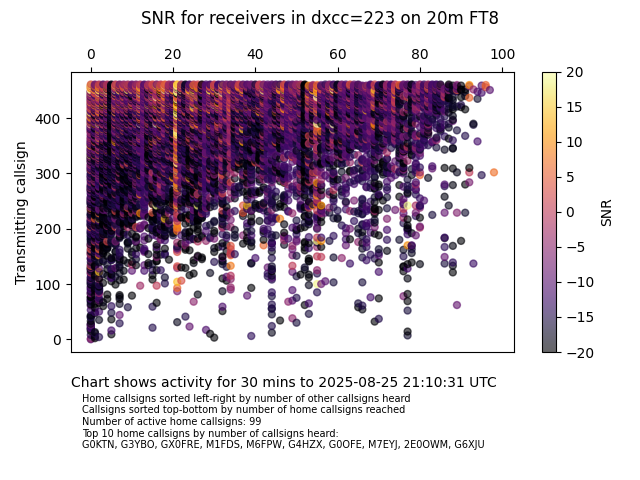 SNR for receivers in dxcc=223 on 20m FT8
0 20 40 60 80 100
Transmitting callsign
400
300
200
100
0
20
15
10
5
0
−5
−10
−15
−20
SNR
Chart shows activity for 30 mins to 2025-08-25 21:10:31 UTC
Home callsigns sorted left-right by number of other callsigns heard
Callsigns sorted top-bottom by number of home callsigns reached
Number of active home callsigns: 99
Top 10 home callsigns by number of callsigns heard:
G0KTN, G3YBO, GX0FRE, M1FDS, M6FPW, G4HZX, G0OFE, M7EYJ, 2E0OWM, G6XJU